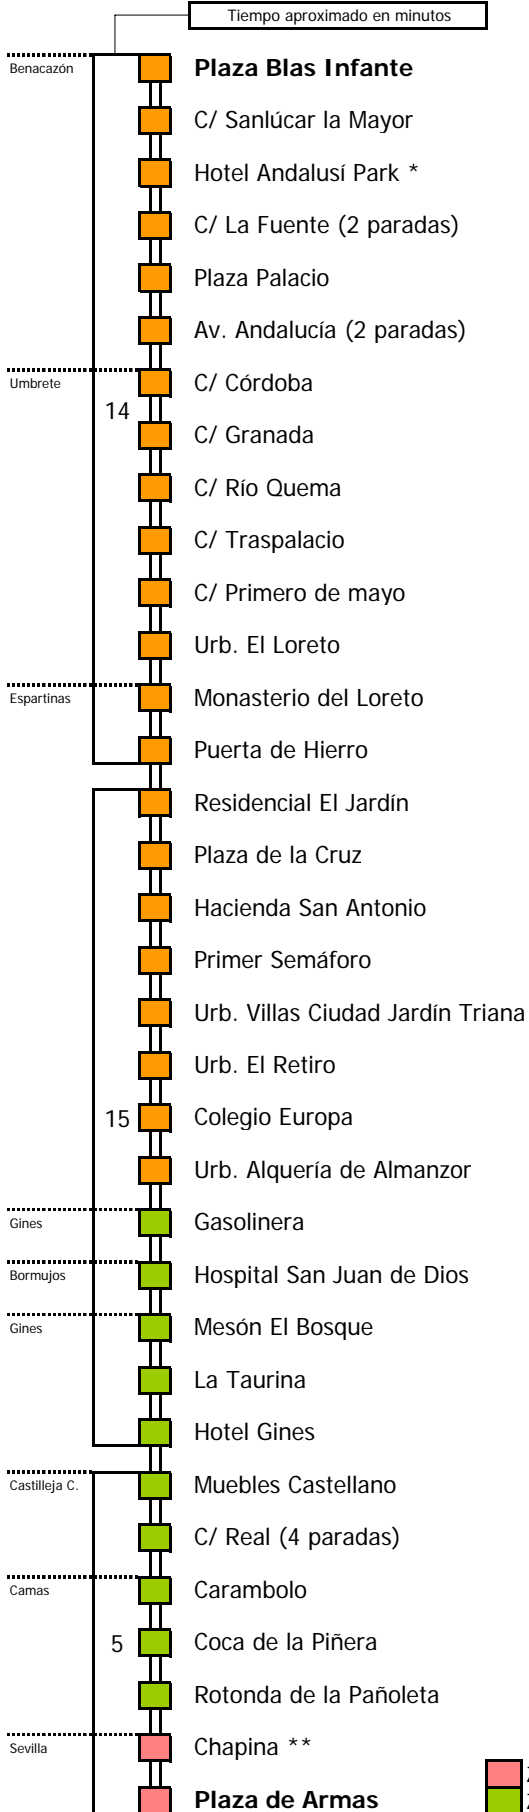 Tiempo aproximado en minutos
Benacazón
Plaza Blas Infante
C/ Sanlúcar la Mayor
Hotel Andalusí Park *
C/ La Fuente (2 paradas)
Plaza Palacio
Av. Andalucía (2 paradas)
Umbrete
C/ Córdoba
14
C/ Granada
C/ Río Quema
C/ Traspalacio
C/ Primero de mayo
Urb. El Loreto
Espartinas
Monasterio del Loreto
Puerta de Hierro
Residencial El Jardín
Plaza de la Cruz
Hacienda San Antonio
Primer Semáforo
Urb. Villas Ciudad Jardín Triana
Urb. El Retiro
15
Colegio Europa
Urb. Alquería de Almanzor
Gines
Gasolinera
Bormujos
Hospital San Juan de Dios
Gines
Mesón El Bosque
La Taurina
Hotel Gines
Castilleja C.
Muebles Castellano
C/ Real (4 paradas)
Camas
Carambolo
5
Coca de la Piñera
Rotonda de la Pañoleta
Sevilla
Chapina **
Plaza de Armas